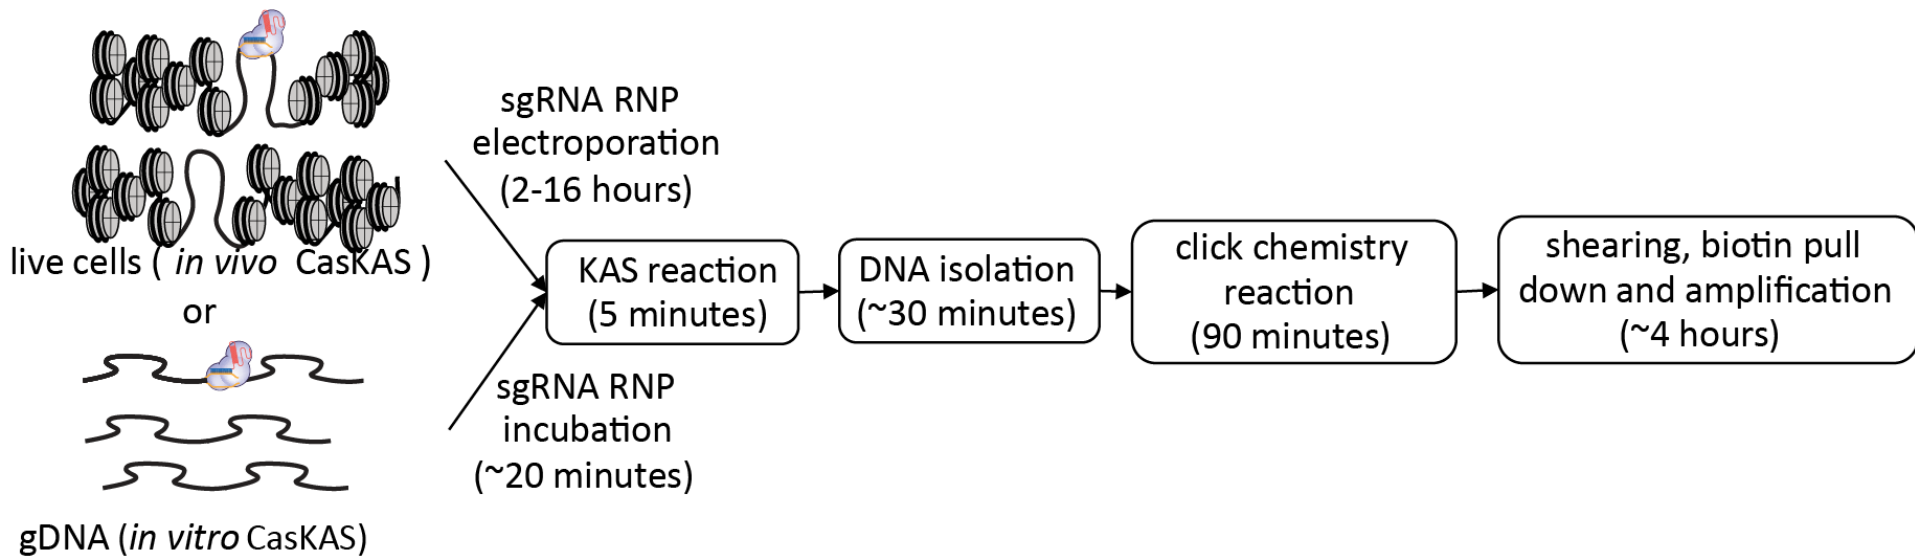 live cells ( in vivo CasKAS )
or
gDNA (in vitro CasKAS)
sgRNA RNP
electroporation
(2-16 hours)
sgRNA RNP
incubation
(~20 minutes)
KAS reaction
(5 minutes)
DNA isolation
(~30 minutes)
click chemistry
reaction
(90 minutes)
shearing, biotin pull
down and amplification
(~4 hours)